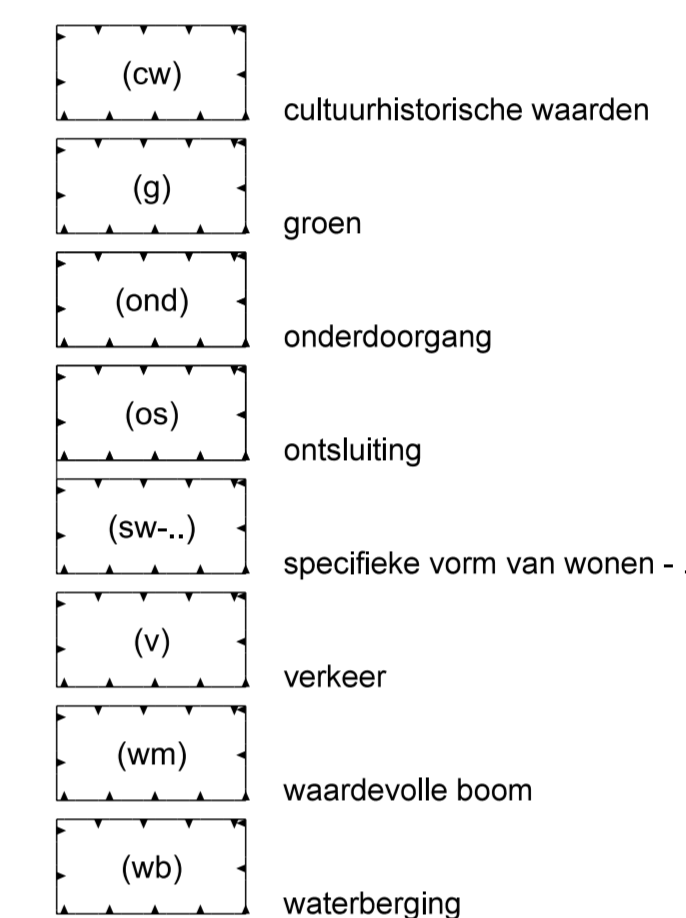 (cw)
cultuurhistorische waarden
(g)
groen
(ond)
onderdoorgang
(os)
ontsluiting
(sw-..)
specifieke vorm van wonen - .
(v)
verkeer
(wm)
waardevolle boom
(wb)
waterberging